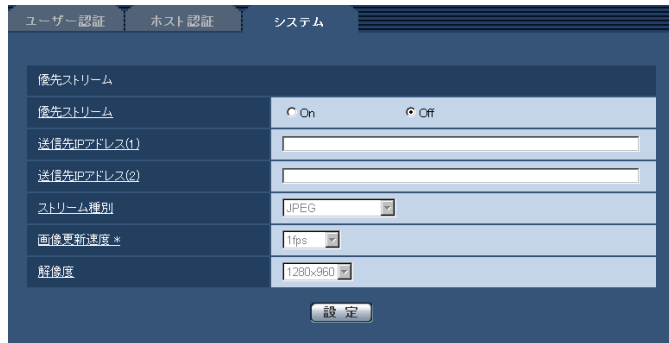 ユーザー認証 ホスト認証 システム
優先ストリーム
優先ストリーム On Off
送信先IPアドレス(1)
送信先IPアドレス(2)
ストリーム種別 JPEG
画像更新速度 * 1fps
解像度 1280×960
設 定